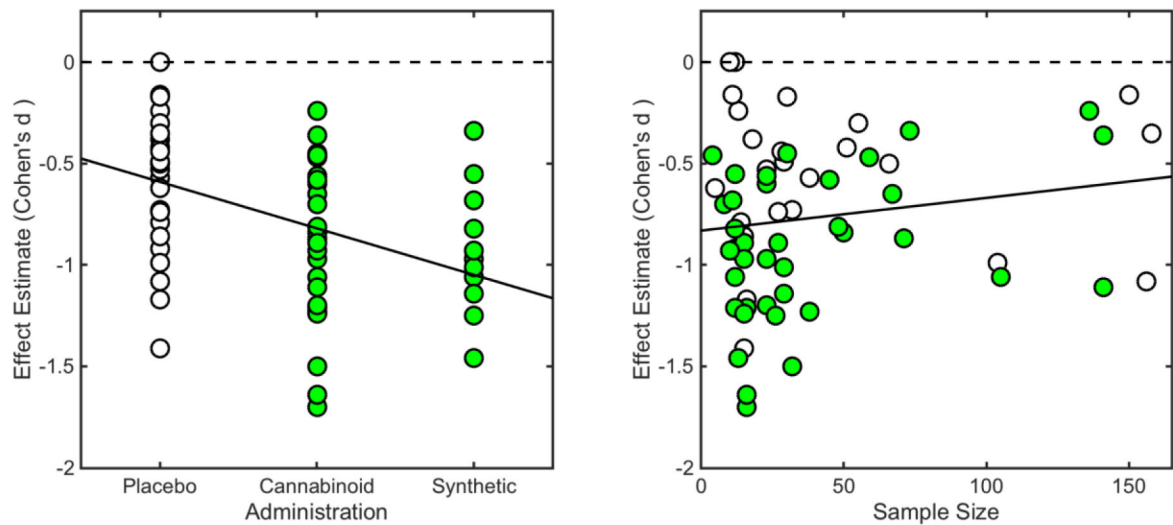 Effect Estimate (Cohen's d )
0
-0.5
-1
-1.5
-2
Placebo
Cannabinoid
Synthetic
Administration
Effect Estimate (Cohen's d )
0
-0.5
-1
-1.5
-2
0
50
100
150
Sample Size